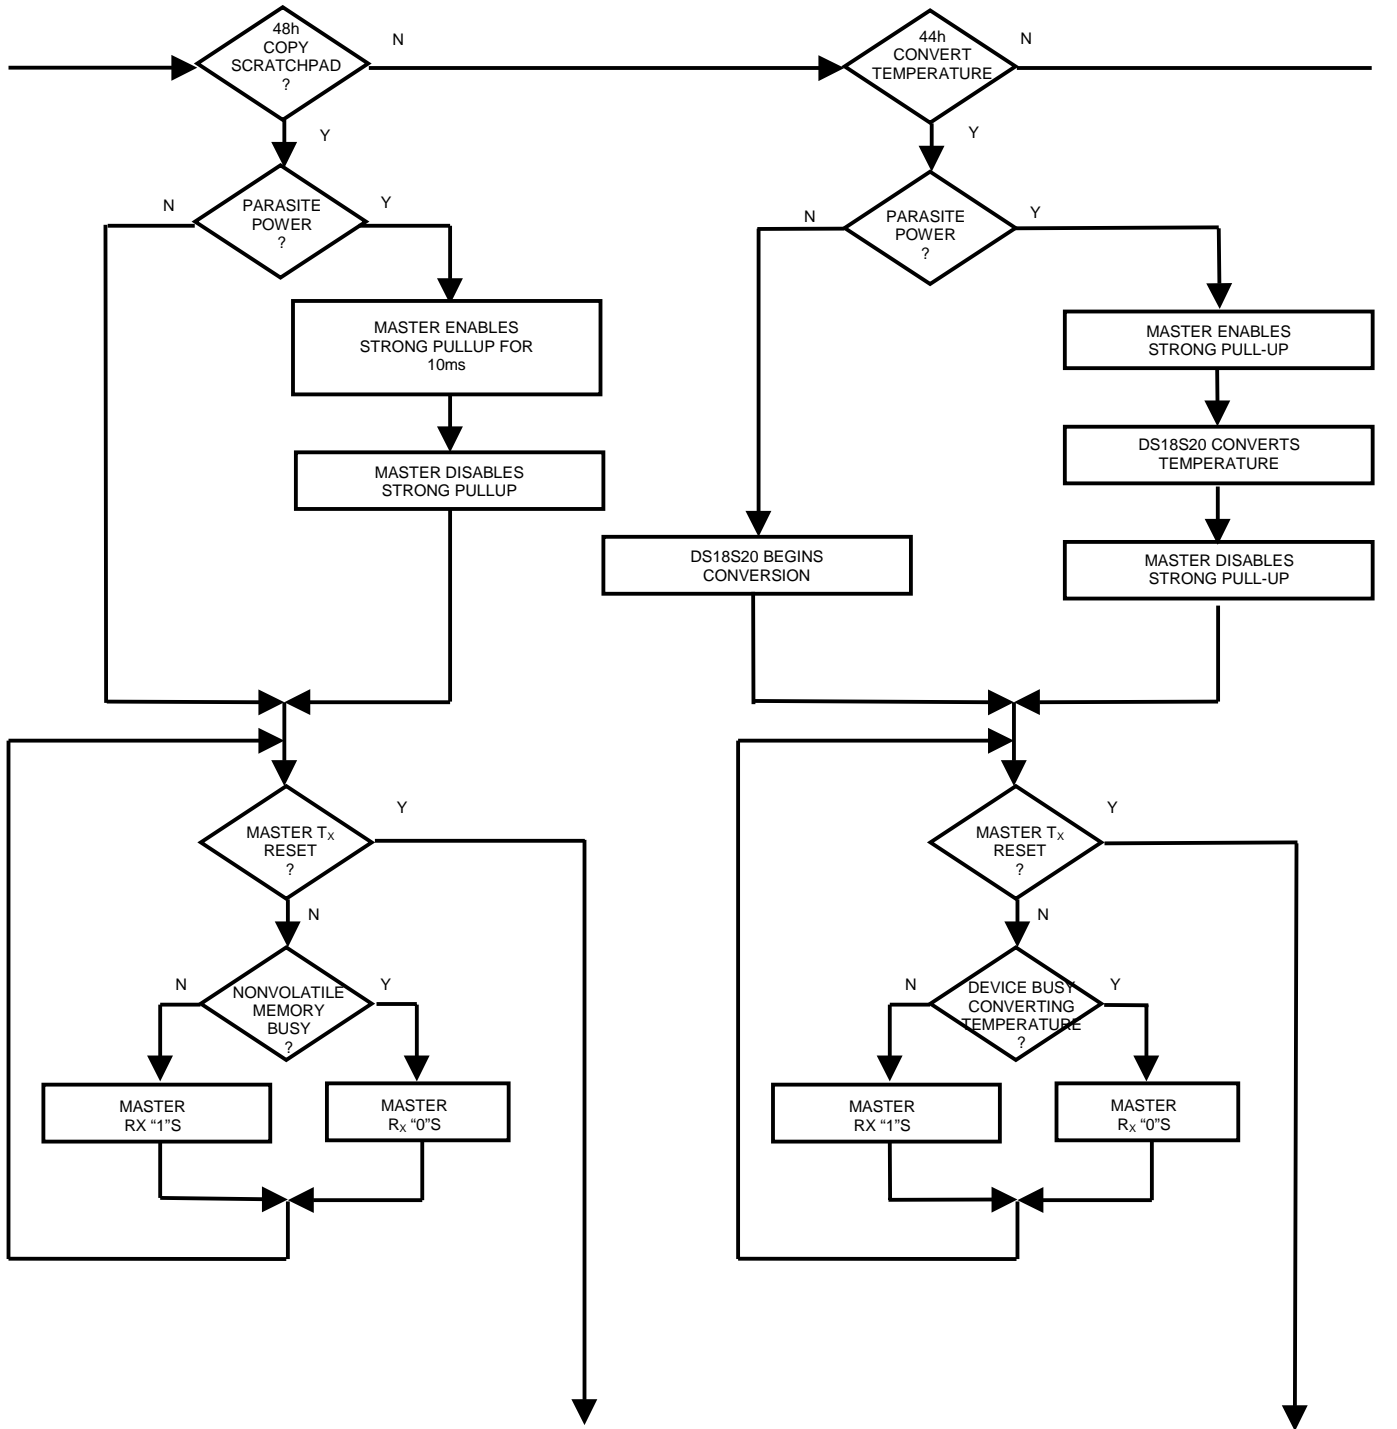 48h
COPY
SCRATCHPAD
?
N
Y
44h
CONVERT
TEMPERATURE
N
Y
PARASITE
POWER
?
N
Y
MASTER ENABLES
STRONG PULLUP FOR
10ms
MASTER DISABLES
STRONG PULLUP
PARASITE
POWER
?
N
Y
MASTER ENABLES
STRONG PULL-UP
DS18S20 CONVERTS
TEMPERATURE
DS18S20 BEGINS
CONVERSION
MASTER DISABLES
STRONG PULL-UP
MASTER TX
RESET
?
Y
N
NONVOLATILE
MEMORY
BUSY
?
N
Y
MASTER
RX “1”S
MASTER
RX “0”S
MASTER TX
RESET
?
Y
N
DEVICE BUSY
CONVERTING
TEMPERATURE
?
N
Y
MASTER
RX “1”S
MASTER
RX “0”S